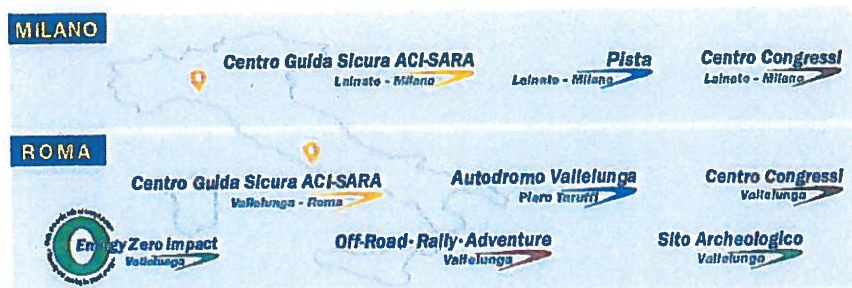 MILANO
Centro Guida Sicura ACI-SARA
Lainate - Milano
Pista
Lainate - Milano
Centro Congressi
Lainate - Milano
ROMA
Centro Guida Sicura ACI-SARA
Vallelunga - Roma
Autodromo Vallelunga
Piero Taruffi
Centro Congressi
Vallelunga
Energy Zero Impact
Vallelunga
Off-Road-Rally-Adventure
Vallelunga
Sito Archeologico
Vallelunga